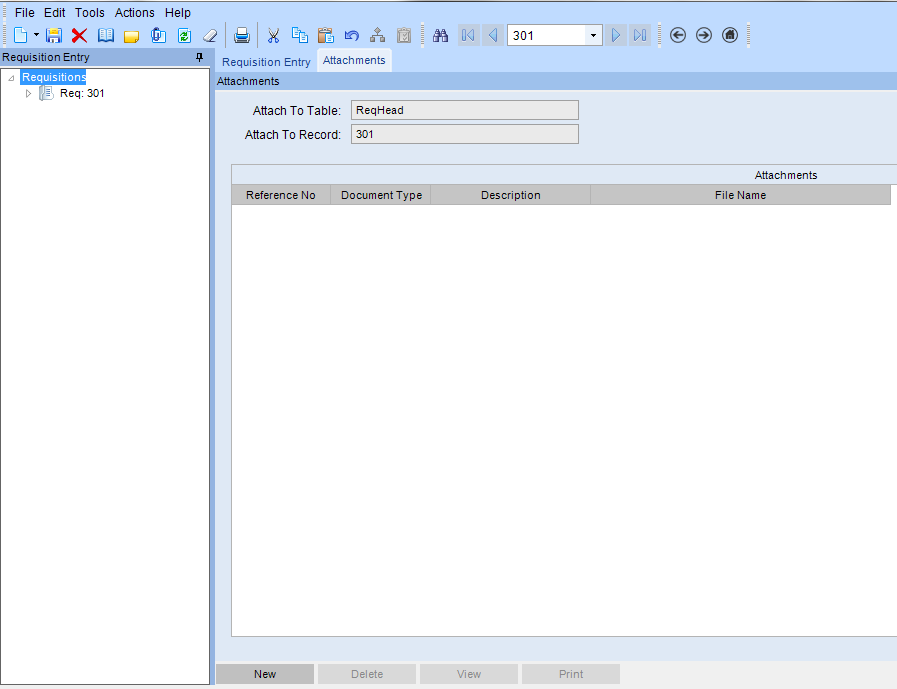 File Edit Tools Actions Help
301
Requisition Entry
Requisition Entry Attachments
Requisitions
Req: 301
Attachments
Attach To Table: ReqHead
Attach To Record: 301
Attachments
Reference No Document Type Description File Name
New Delete View Print